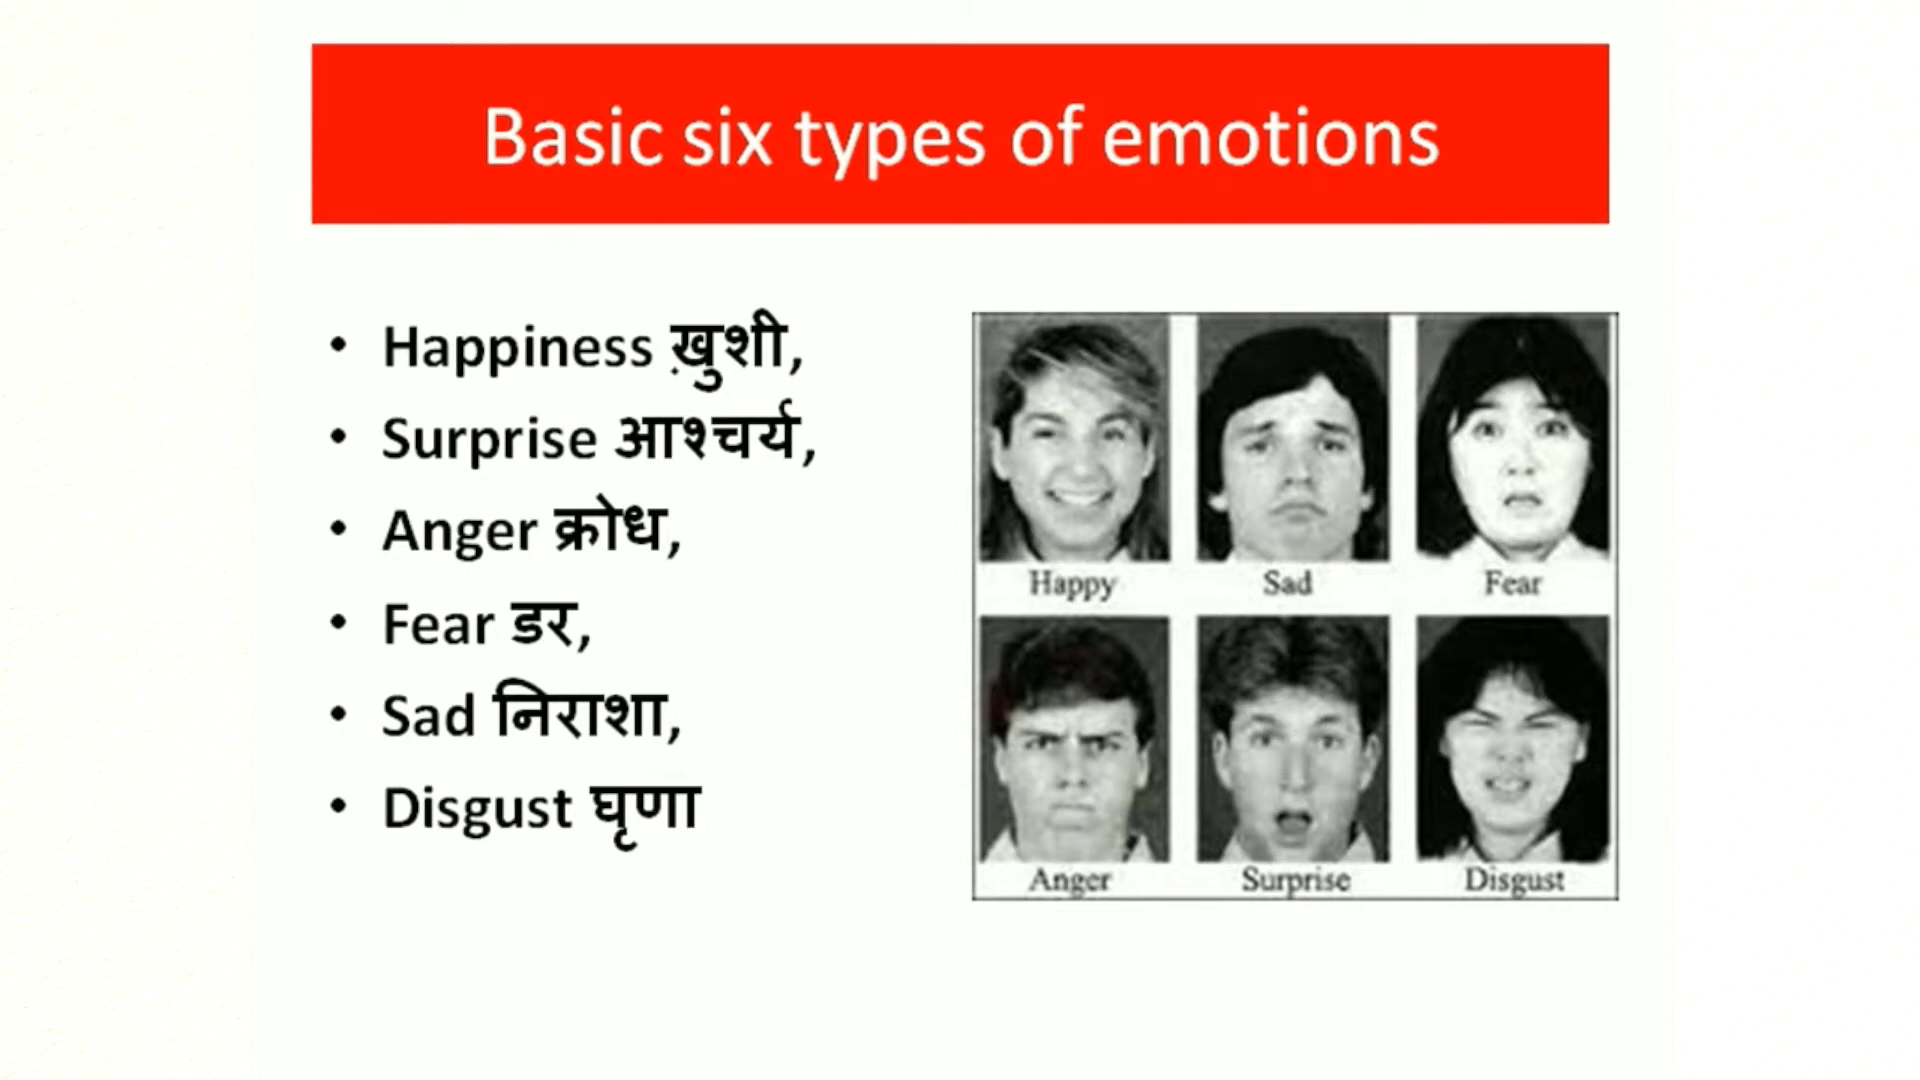 Basic six types of emotions
• Happiness ख़ुशी,
• Surprise आश्चर्य,
• Anger क्रोध,
• Fear डर,
• Sad निराशा,
• Disgust घृणा
Happy Sad Fear
Anger Surprise Disgust